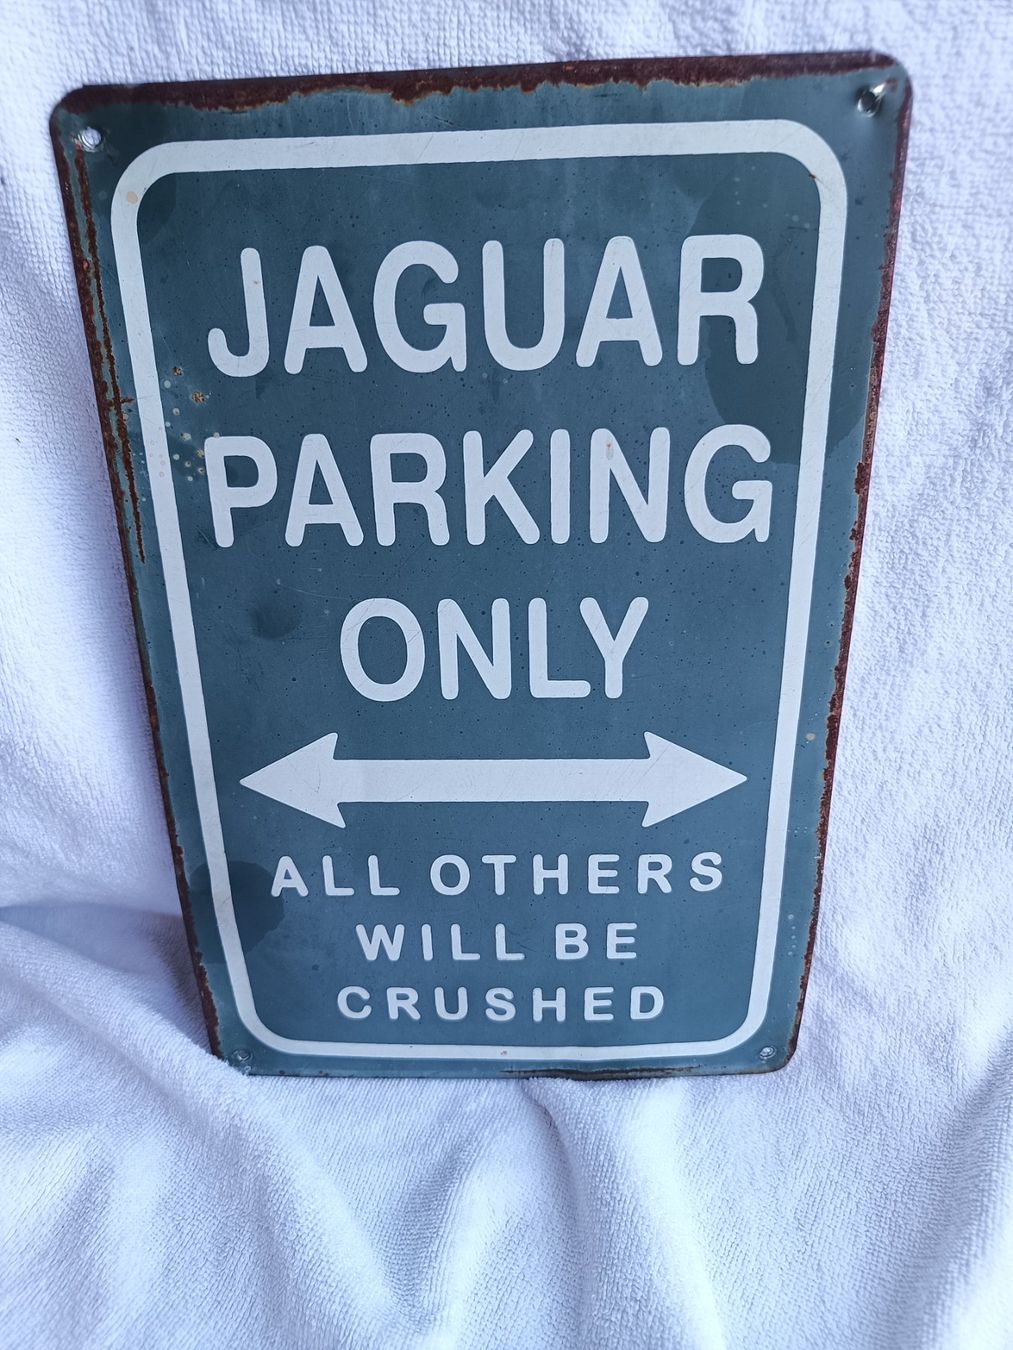 JAGUAR
PARKING
ONLY
ALL OTHERS
WILL BE
CRUSHED